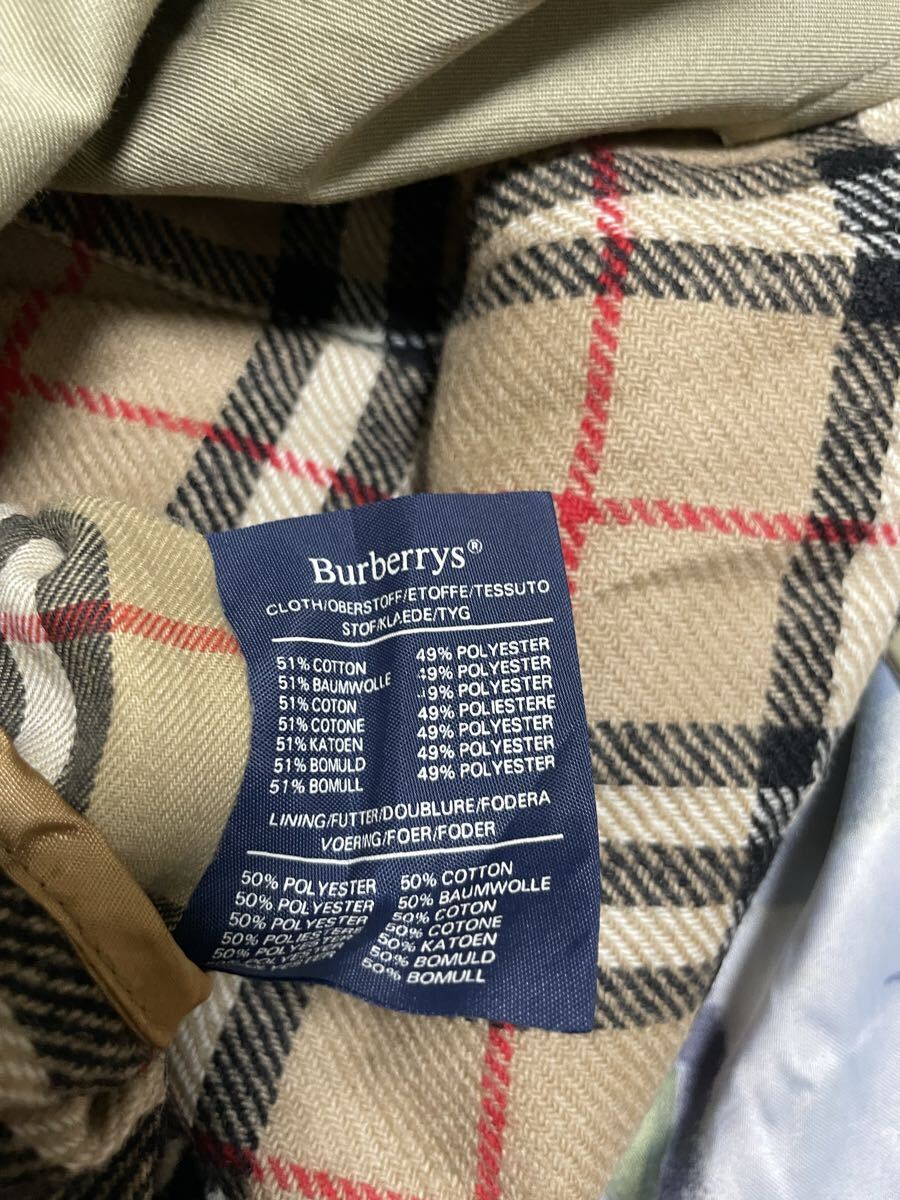 Burberrys®
CLOTH/OBERSTOFF/ETOFFE/TESSUTO
STOF/KLAEDE/TYG
51% COTTON 49% POLYESTER
51% BAUMWOLLE 49% POLYESTER
51% COTON 49% POLYESTER
51% COTONE 49% POLIESTERE
51% KATOEN 49% POLYESTER
51% BOMULD 49% POLYESTER
51% BOMULL 49% POLYESTER
LINING/FUTTER/DOUBLURE/FODERA
VOERING/FOER/FODER
50% POLYESTER 50% COTTON
50% POLYESTER 50% BAUMWOLLE
50% POLYESTER 50% COTON
50% POLIESTERE 50% COTONE
50% POLYESTER 50% KATOEN
50% POLYESTER 50% BOMULD
50% BOMULL